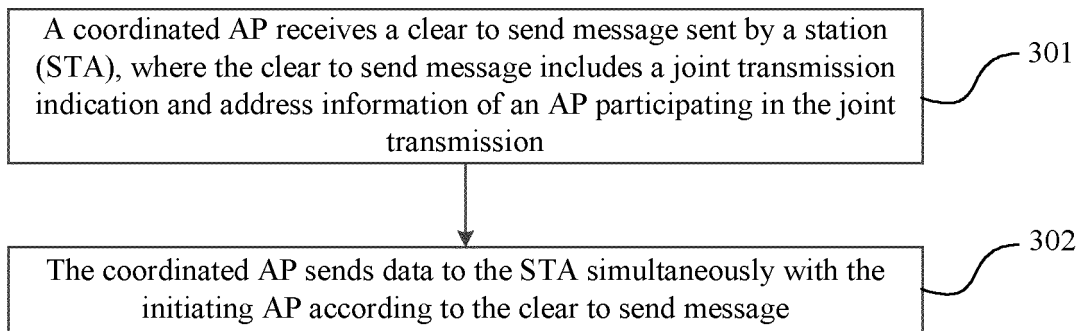 A coordinated AP receives a clear to send message sent by a station
(STA), where the clear to send message includes a joint transmission
indication and address information of an AP participating in the joint
transmission
301
The coordinated AP sends data to the STA simultaneously with the
initiating AP according to the clear to send message
302